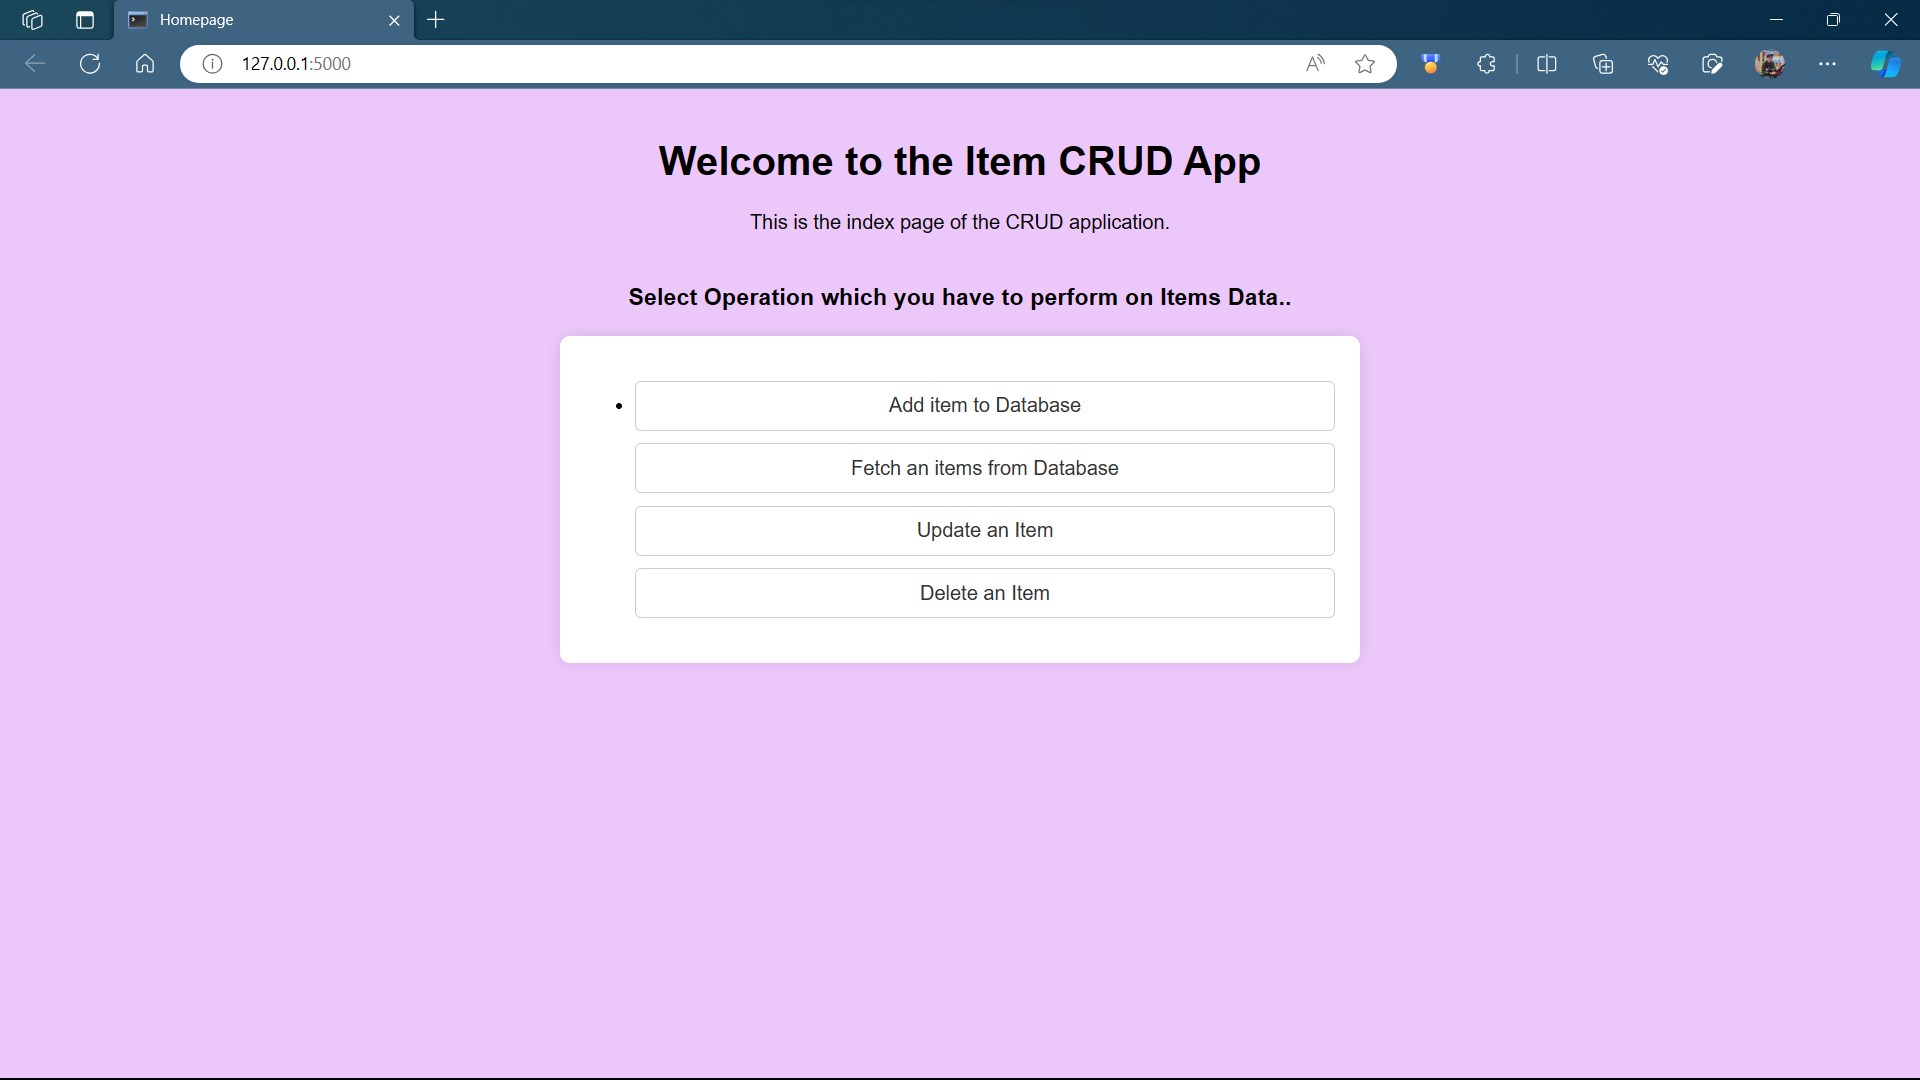 Homepage
127.0.0.1:5000
Welcome to the Item CRUD App
This is the index page of the CRUD application.
Select Operation which you have to perform on Items Data..
Add item to Database
Fetch an items from Database
Update an Item
Delete an Item